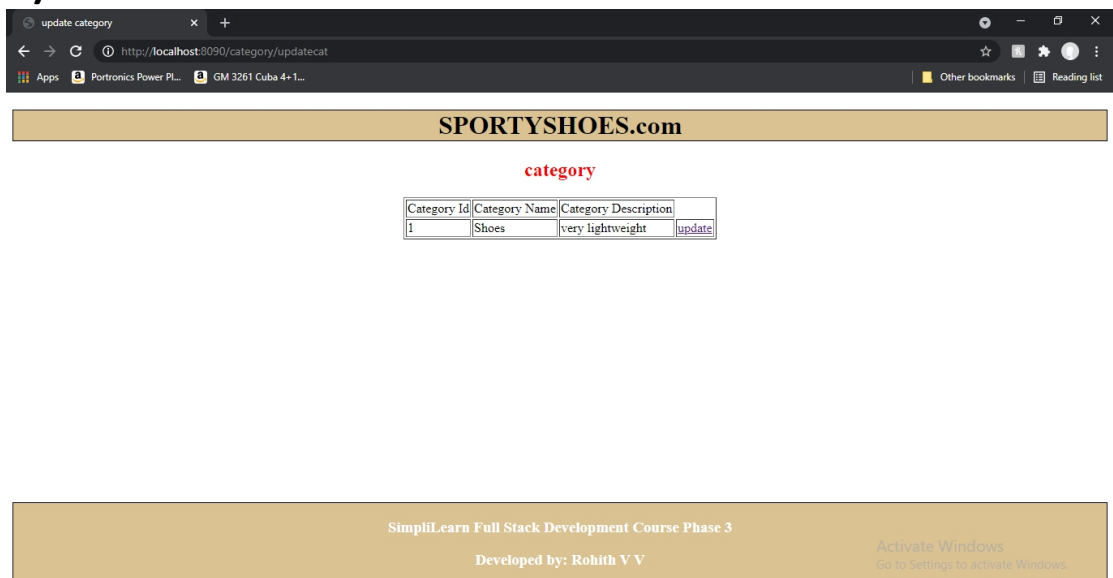 update category
http://localhost:8090/category/updatecat
Apps Portronics Power Pl... GM 3261 Cuba 4+1... Other bookmarks Reading list
SPORTYSHOES.com
category
Category Id Category Name Category Description
1 Shoes very lightweight update
SimpliLearn Full Stack Development Course Phase 3
Developed by: Rohith V V
Activate Windows
Go to Settings to activate Windows.